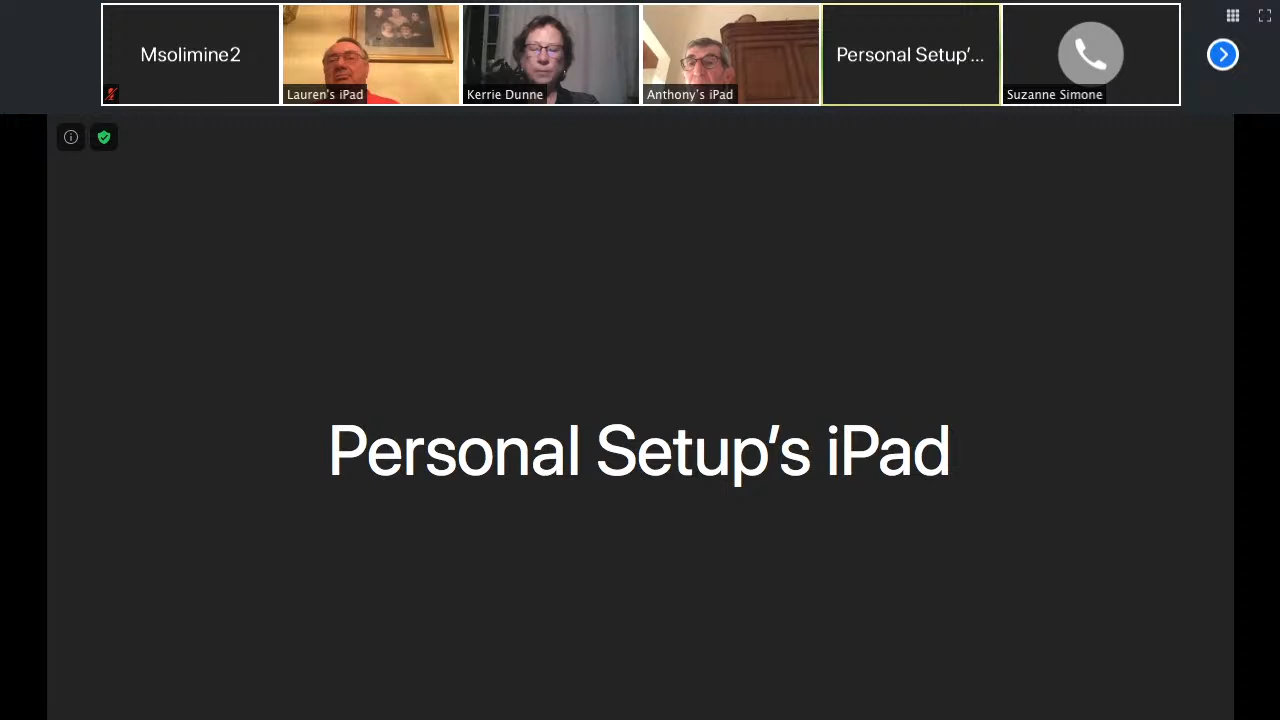 Msolimine2
Lauren's iPad
Kerrie Dunne
Anthony's iPad
Personal Setup'...
Suzanne Simone
Personal Setup's iPad